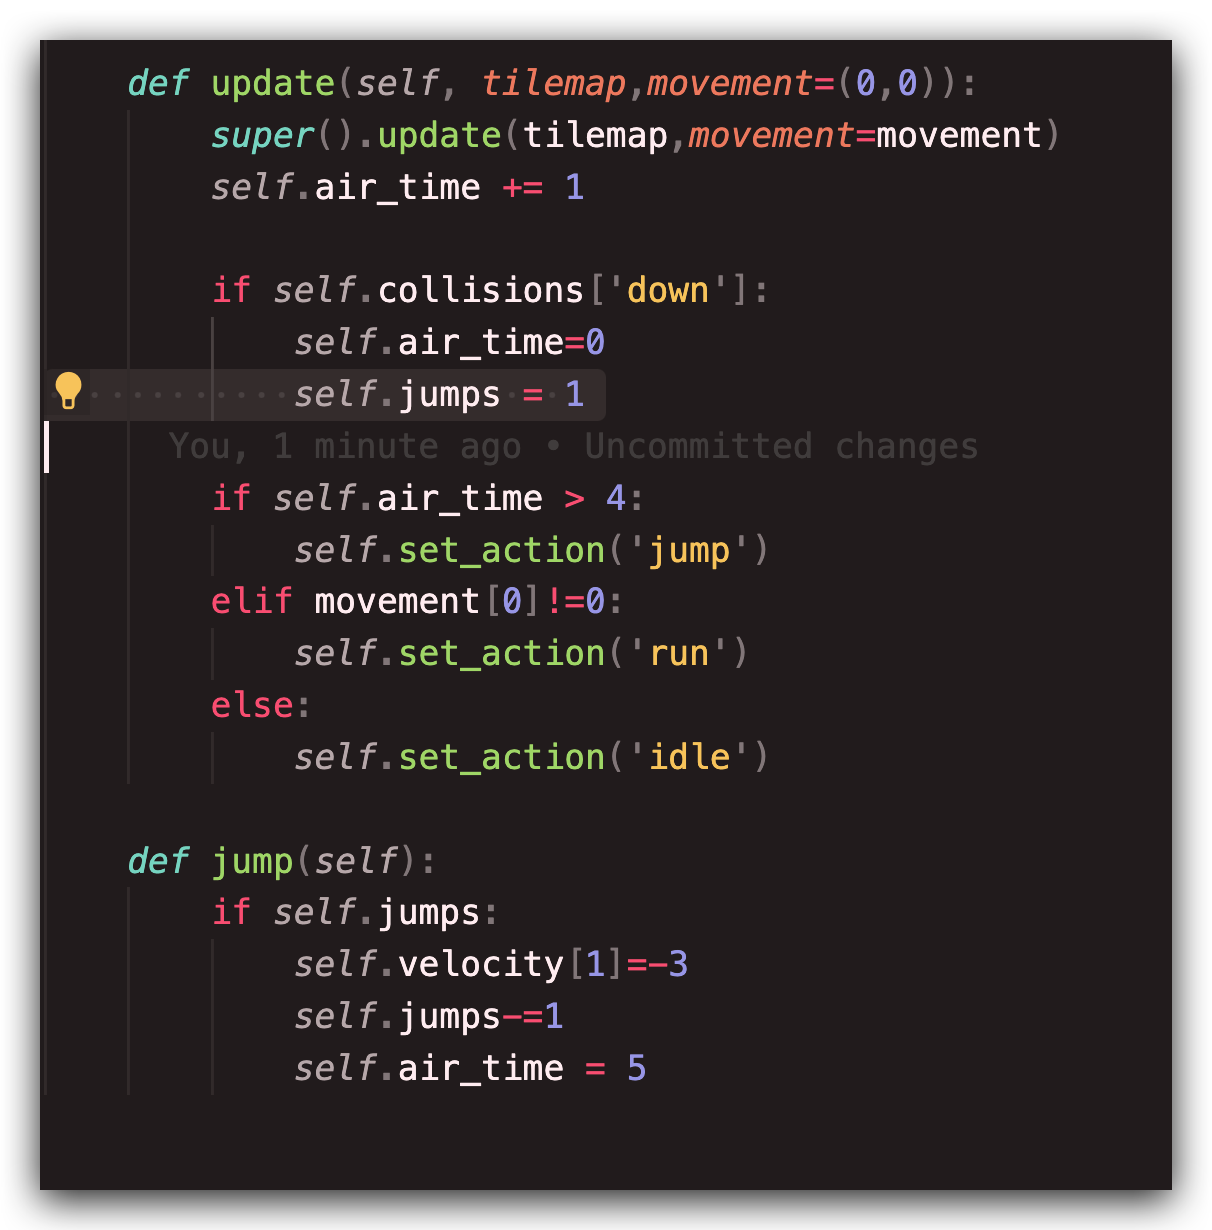 def update(self, tilemap,movement=(0,0)):
super().update(tilemap,movement=movement)
self.air_time += 1
if self.collisions['down']:
self.air_time=0
self.jumps = 1
You, 1 minute ago • Uncommitted changes
if self.air_time > 4:
self.set_action('jump')
elif movement[0]!=0:
self.set_action('run')
else:
self.set_action('idle')
def jump(self):
if self.jumps:
self.velocity[1]=-3
self.jumps-=1
self.air_time = 5